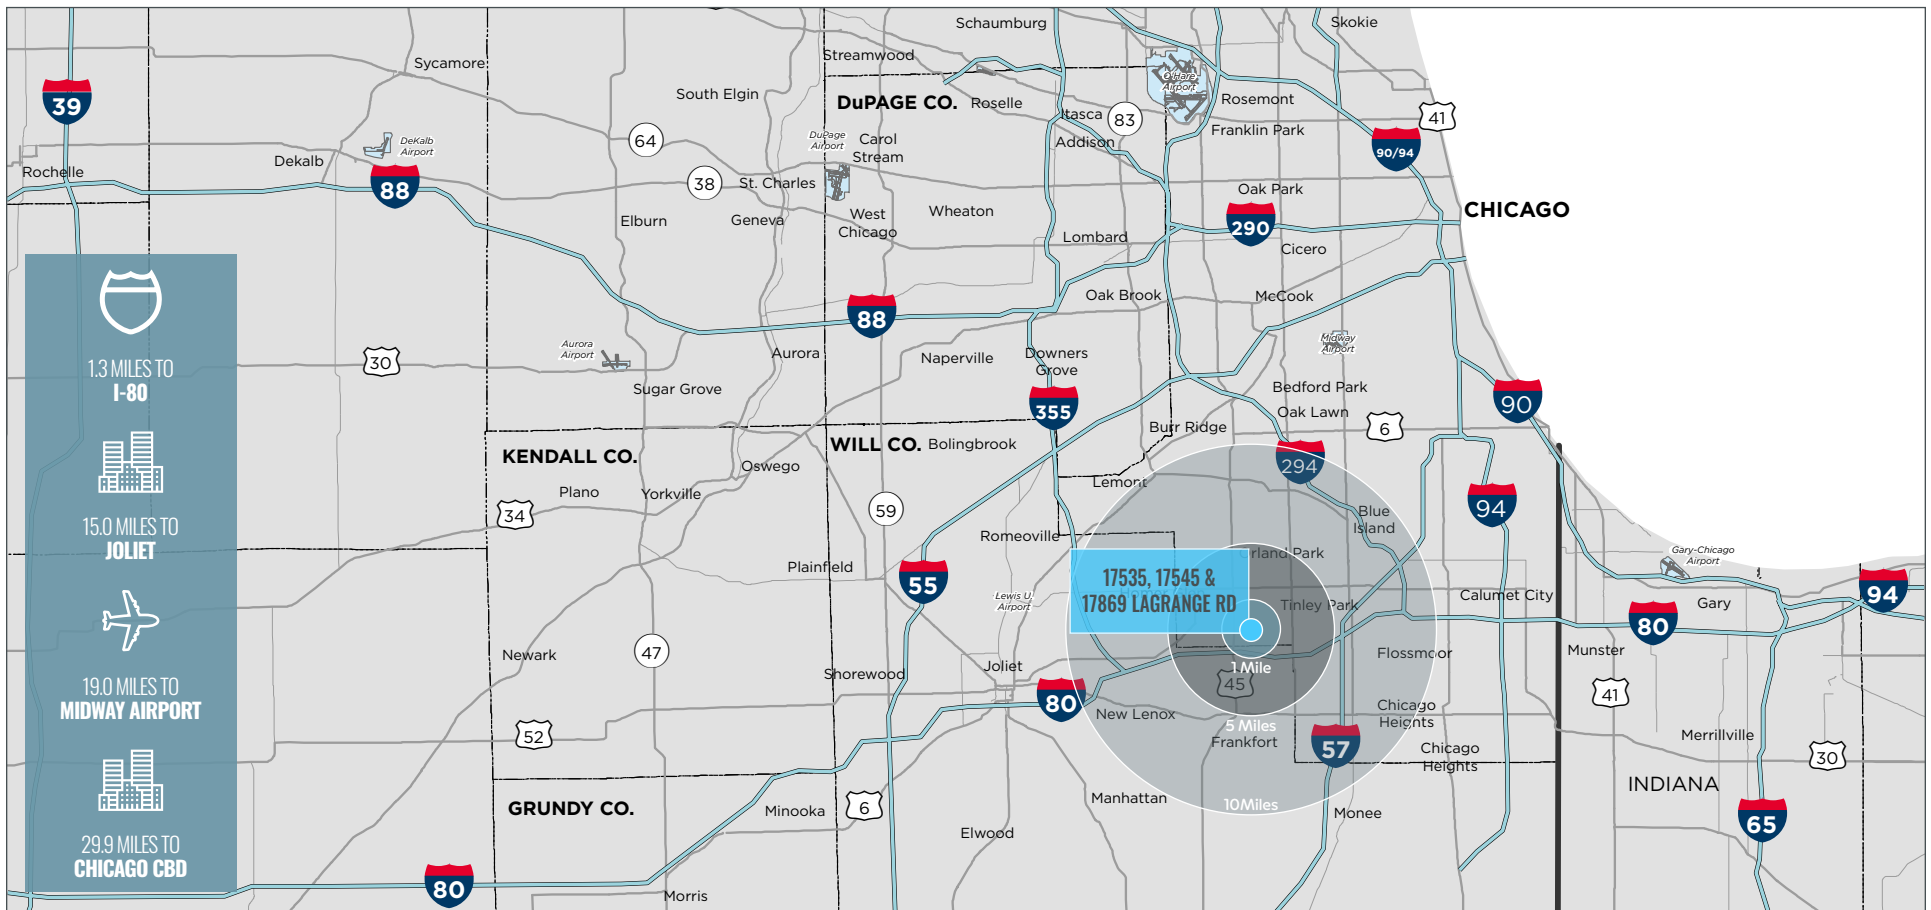 Schaumburg
Skokie
Streamwood
Sycamore
O'Hare
Airport
39
South Elgin
DuPAGE CO.
Roselle
Rosemont
Itasca
83
41
Franklin Park
DeKalb
Airport
64
DuPage
Airport
Carol
Stream
Addison
90/94
Dekalb
Rochelle
88
38
St. Charles
Oak Park
Elburn
Geneva
West
Chicago
Wheaton
CHICAGO
290
Lombard
Cicero
1.3 MILES TO
I-80
15.0 MILES TO
JOLIET
19.0 MILES TO
MIDWAY AIRPORT
29.9 MILES TO
CHICAGO CBD
Oak Brook
McCook
88
Aurora
Airport
30
Aurora
Naperville
Downers
Grove
Midway
Airport
Sugar Grove
Bedford Park
Oak Lawn
355
90
6
Burr Ridge
KENDALL CO.
WILL CO.
Bolingbrook
294
Oswego
Plano
Yorkville
Lemont
34
59
94
Blue
Island
Romeoville
Orland Park
Gary-Chicago
Airport
Plainfield
55
17535, 17545 &
17869 LAGRANGE RD
Lewis U.
Airport
Tinley Park
Calumet City
Gary
94
80
Newark
47
Shorewood
Joliet
1 Mile
45
Flossmoor
Munster
41
80
New Lenox
5 Miles
Frankfort
Chicago
Heights
52
57
Chicago
Heights
Merrillville
30
INDIANA
GRUNDY CO.
Minooka
6
Manhattan
10Miles
Monee
65
Elwood
80
Morris